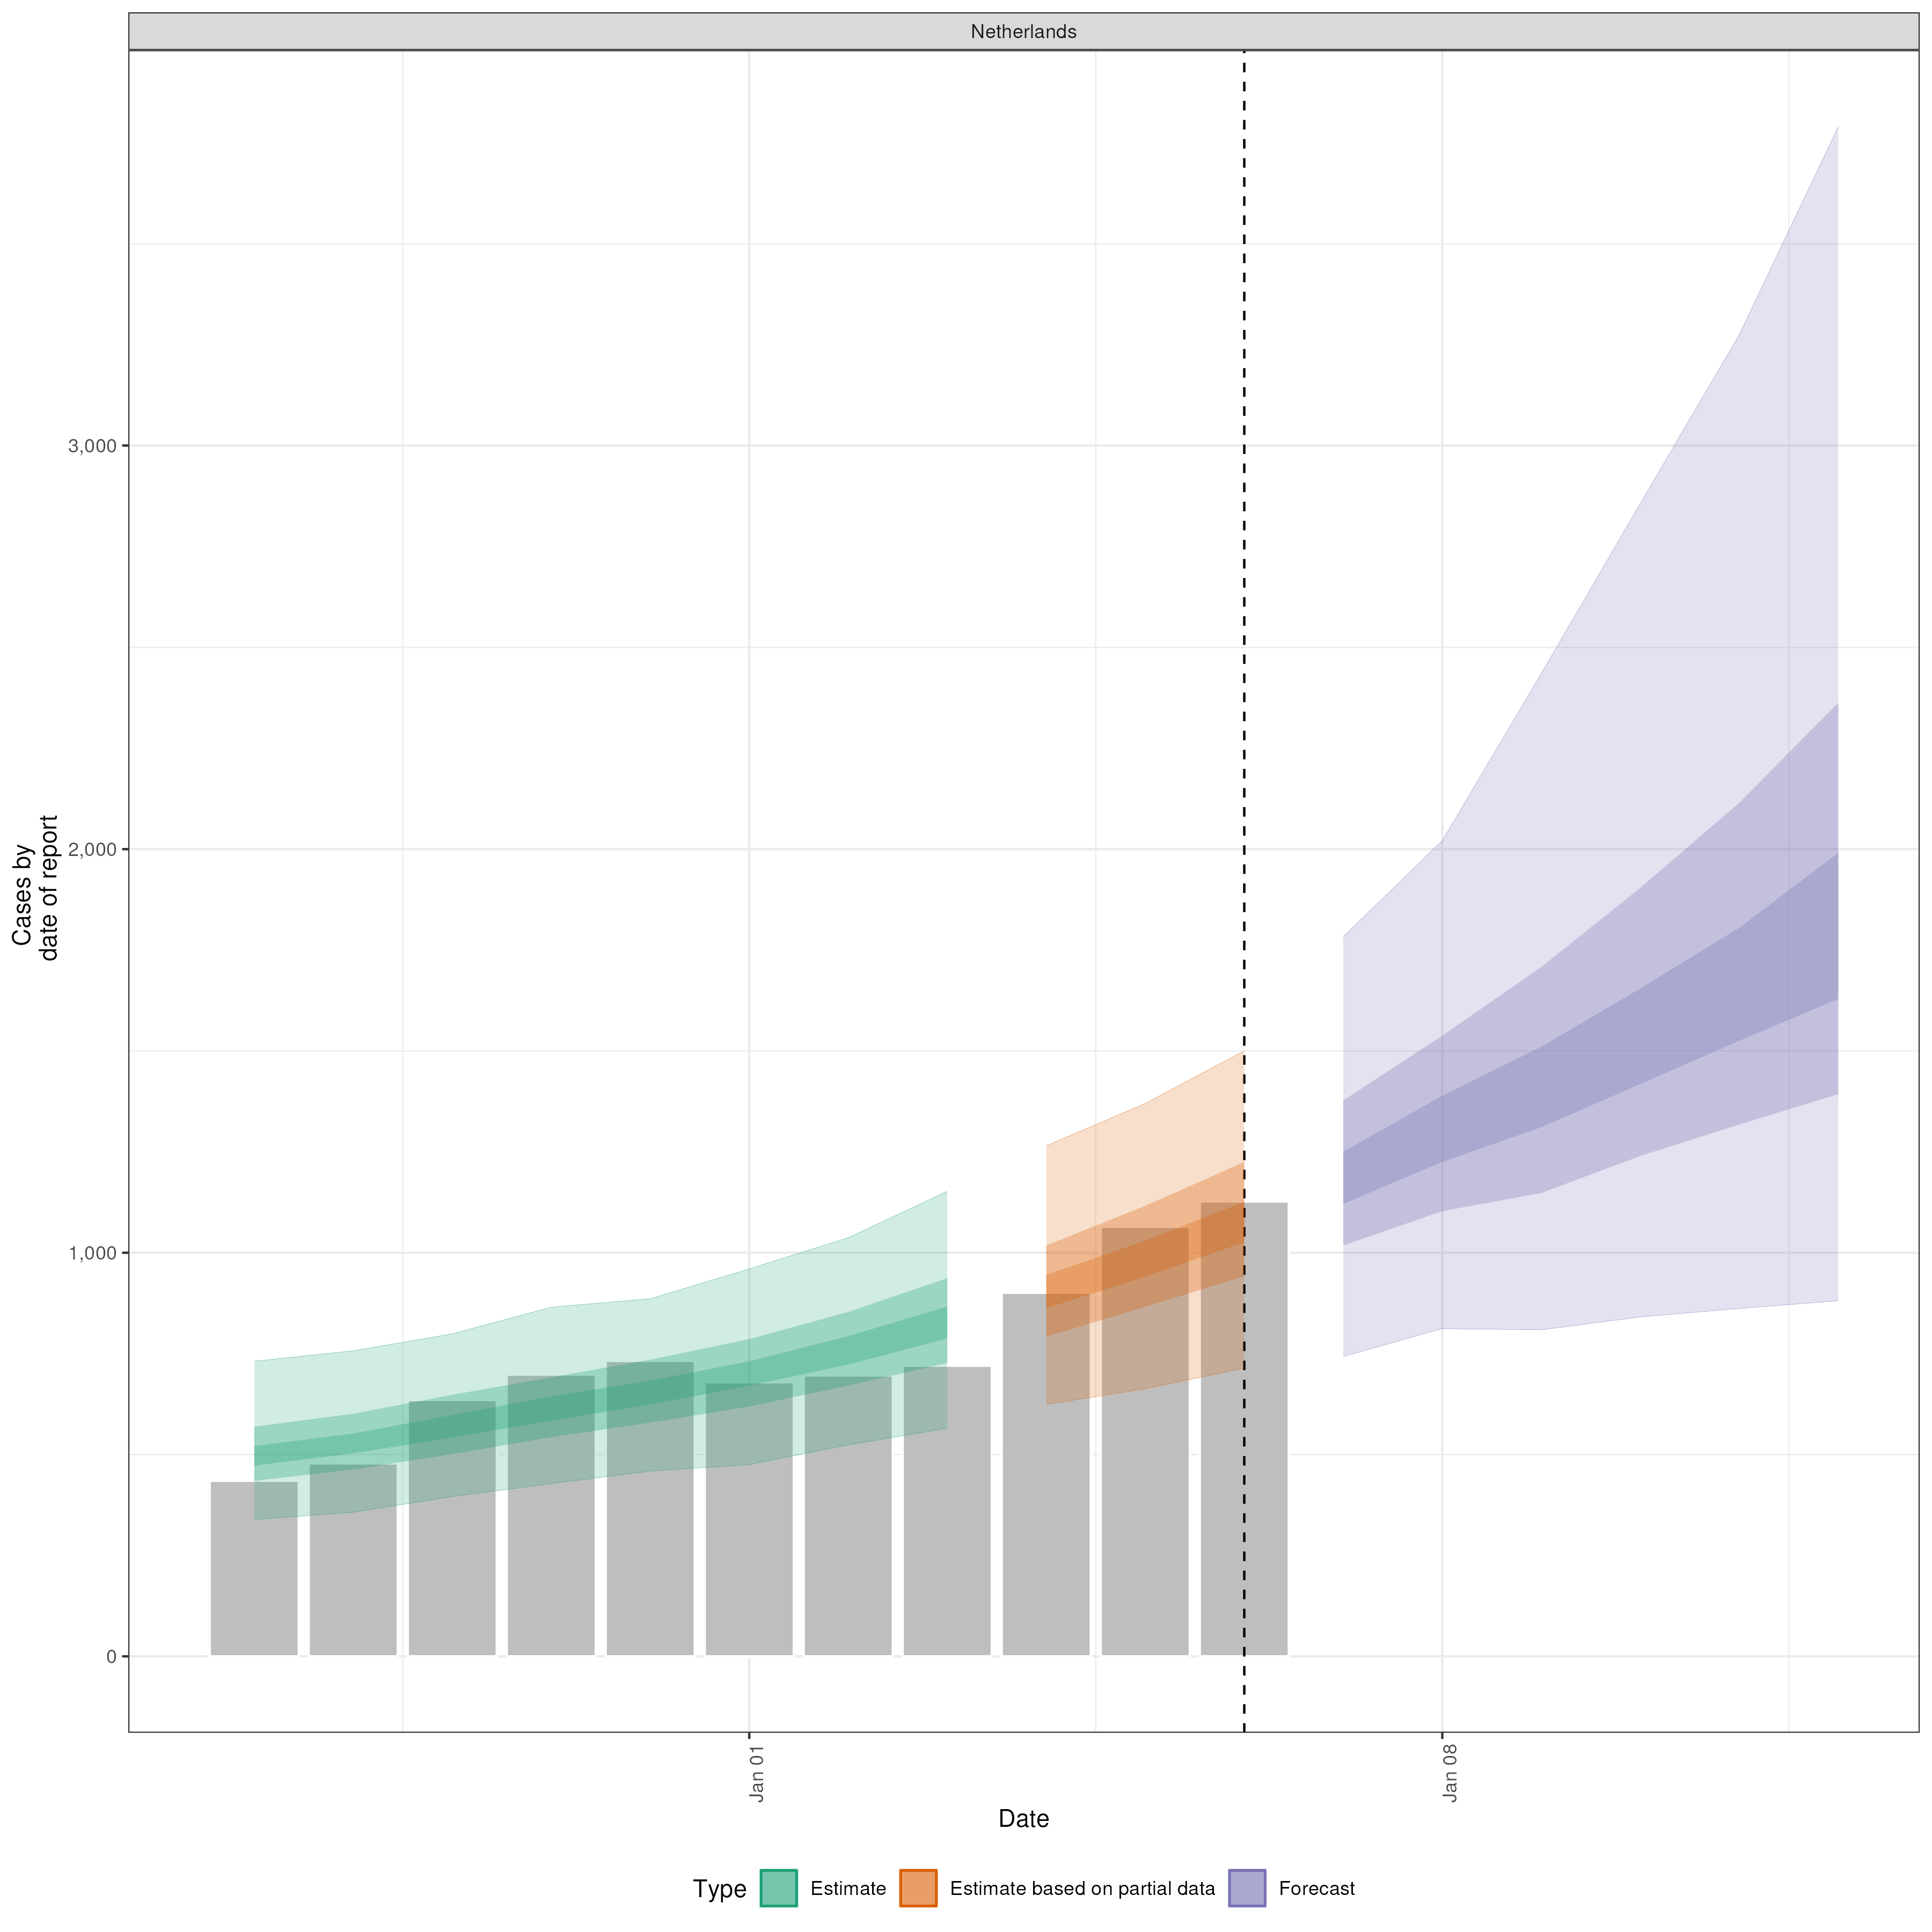 Netherlands
Cases by
date of report
3,000
2,000
1,000
0
Jan 01
Jan 08
Date
Type
Estimate
Estimate based on partial data
Forecast